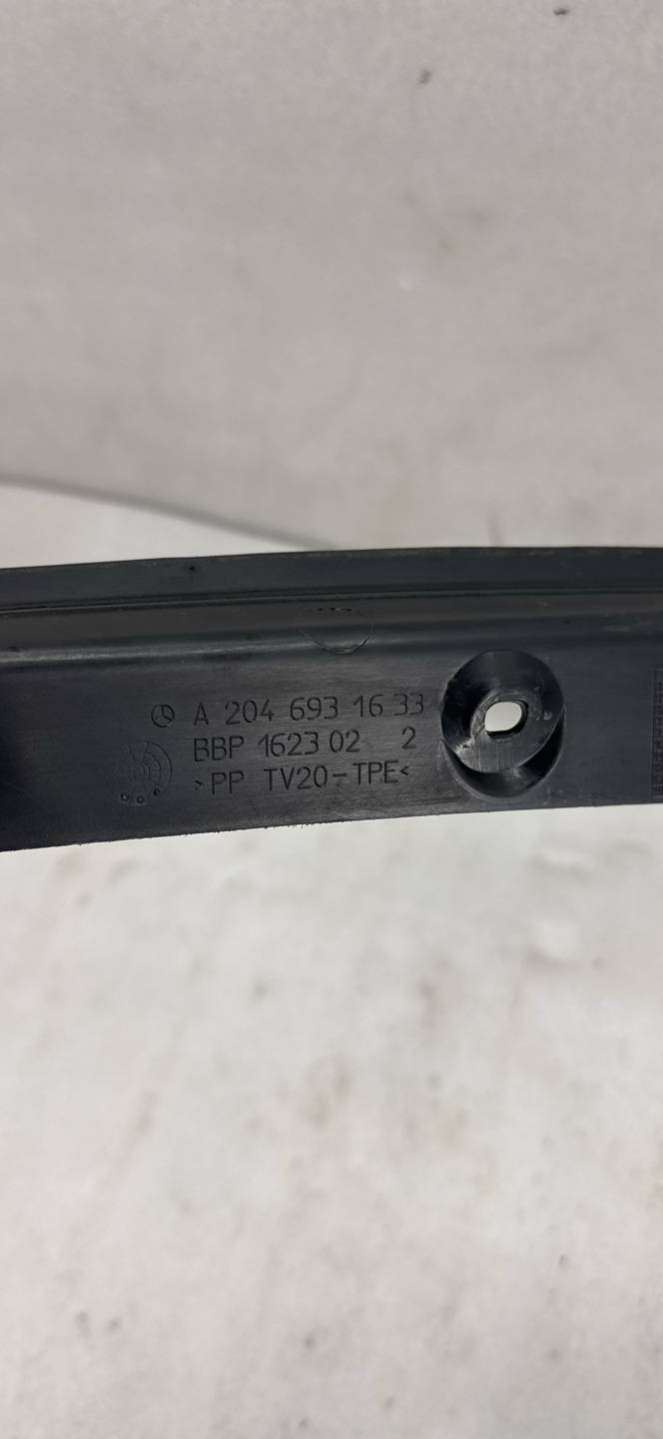 A 204 693 16 33
BBP 1623 02 2
>PP TV20-TPE<